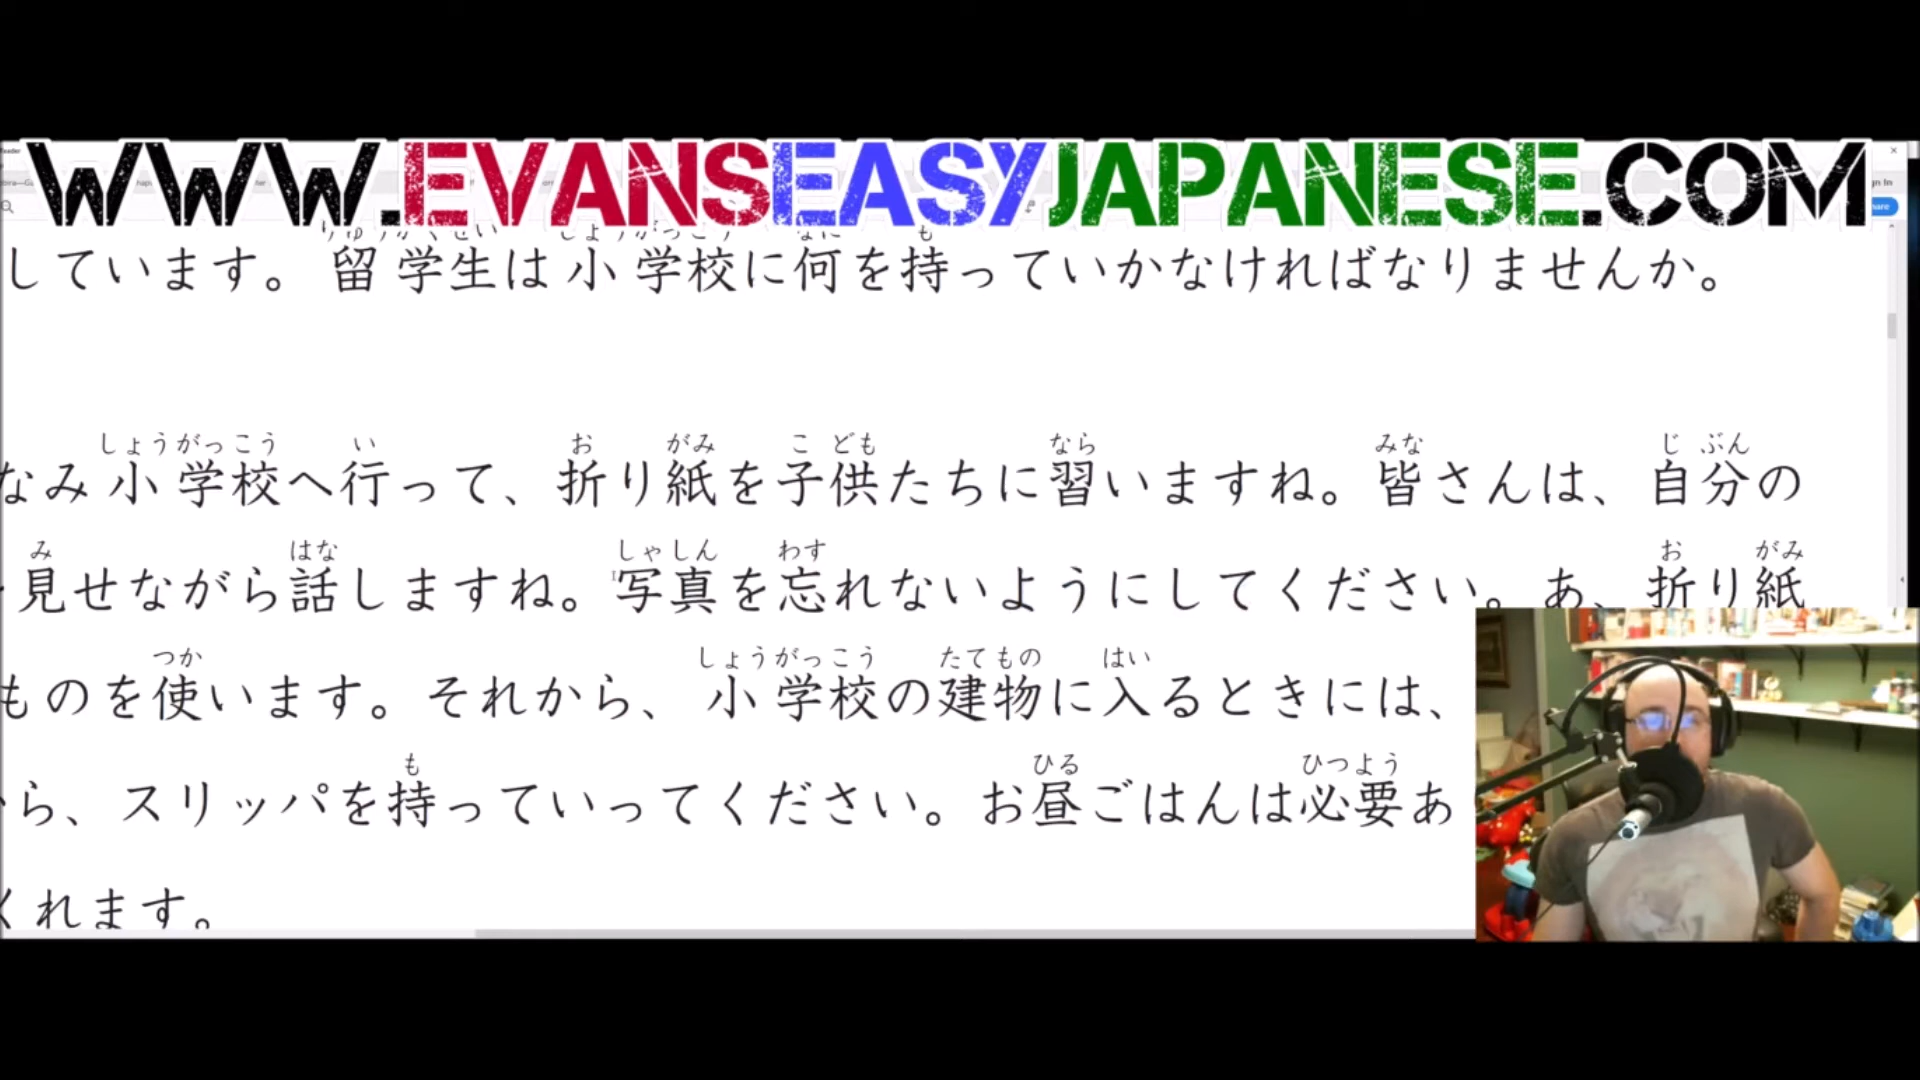 WWW.EVANSEASYJAPANESE.COM
しています。留学生は小学校に何を持っていかなければなりませんか。
なみ小学校へ行って、折り紙を子供たちに習いますね。皆さんは、自分の
見せながら話しますね。写真を忘れないようにしてください。あ、折り紙
ものを使います。それから、小学校の建物に入るときには、
ら、スリッパを持っていってください。お昼ごはんは必要あ
くれます。